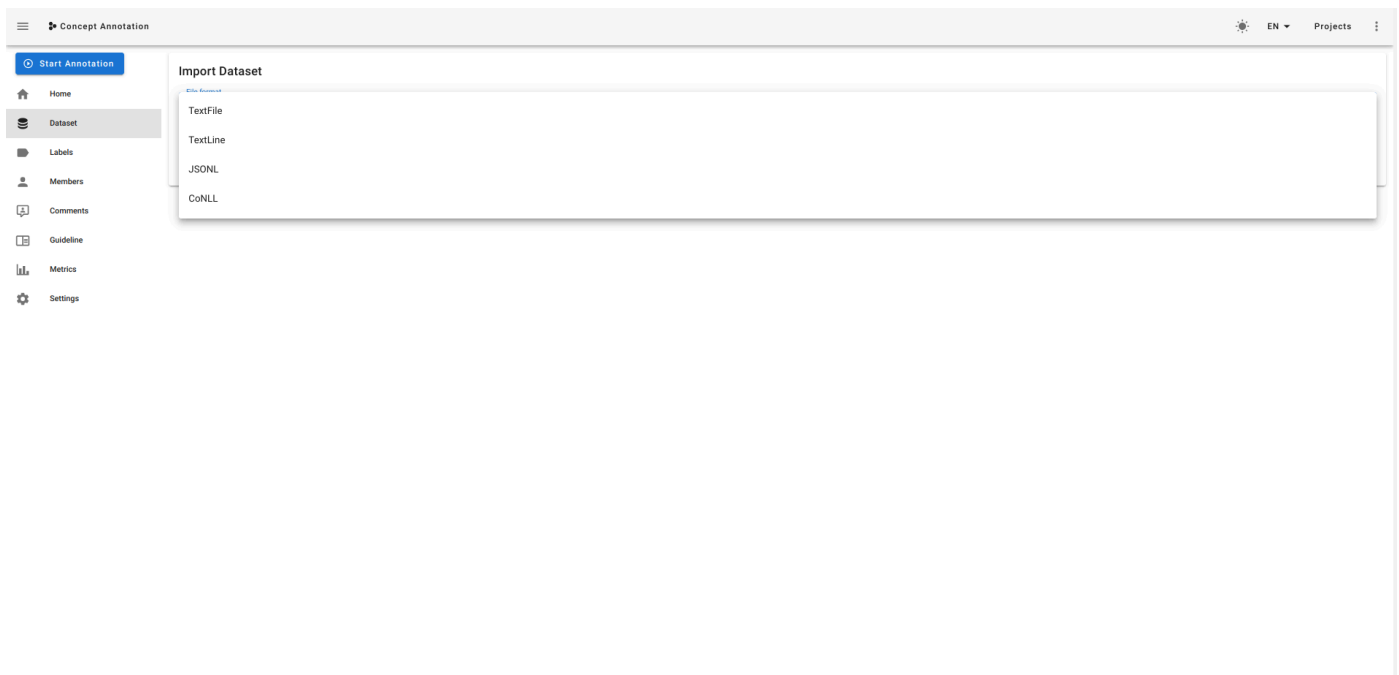 Concept Annotation
EN
Projects
Start Annotation
Home
Dataset
Labels
Members
Comments
Guideline
Metrics
Settings
Import Dataset
File format
TextFile
TextLine
JSONL
CoNLL